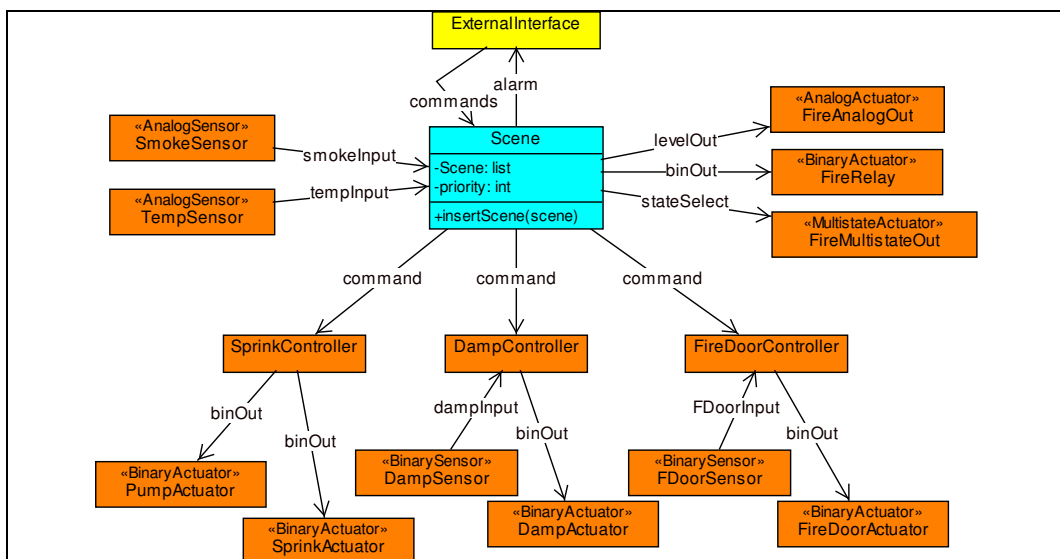 ExternalInterface
commands
alarm
«AnalogSensor»
SmokeSensor
smokeInput
«AnalogSensor»
TempSensor
tempInput
Scene
-Scene: list
-priority: int
+insertScene(scene)
levelOut
«AnalogActuator»
FireAnalogOut
binOut
«BinaryActuator»
FireRelay
stateSelect
«MultistateActuator»
FireMultistateOut
command
command
command
SprinkController
DampController
FireDoorController
binOut
binOut
dampInput
binOut
FDoorInput
binOut
«BinaryActuator»
PumpActuator
«BinaryActuator»
SprinkActuator
«BinarySensor»
DampSensor
«BinaryActuator»
DampActuator
«BinarySensor»
FDoorSensor
«BinaryActuator»
FireDoorActuator